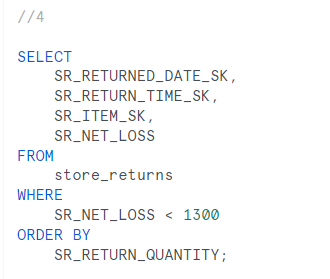 //4
SELECT
SR_RETURNED_DATE_SK,
SR_RETURN_TIME_SK,
SR_ITEM_SK,
SR_NET_LOSS
FROM
store_returns
WHERE
SR_NET_LOSS < 1300
ORDER BY
SR_RETURN_QUANTITY;